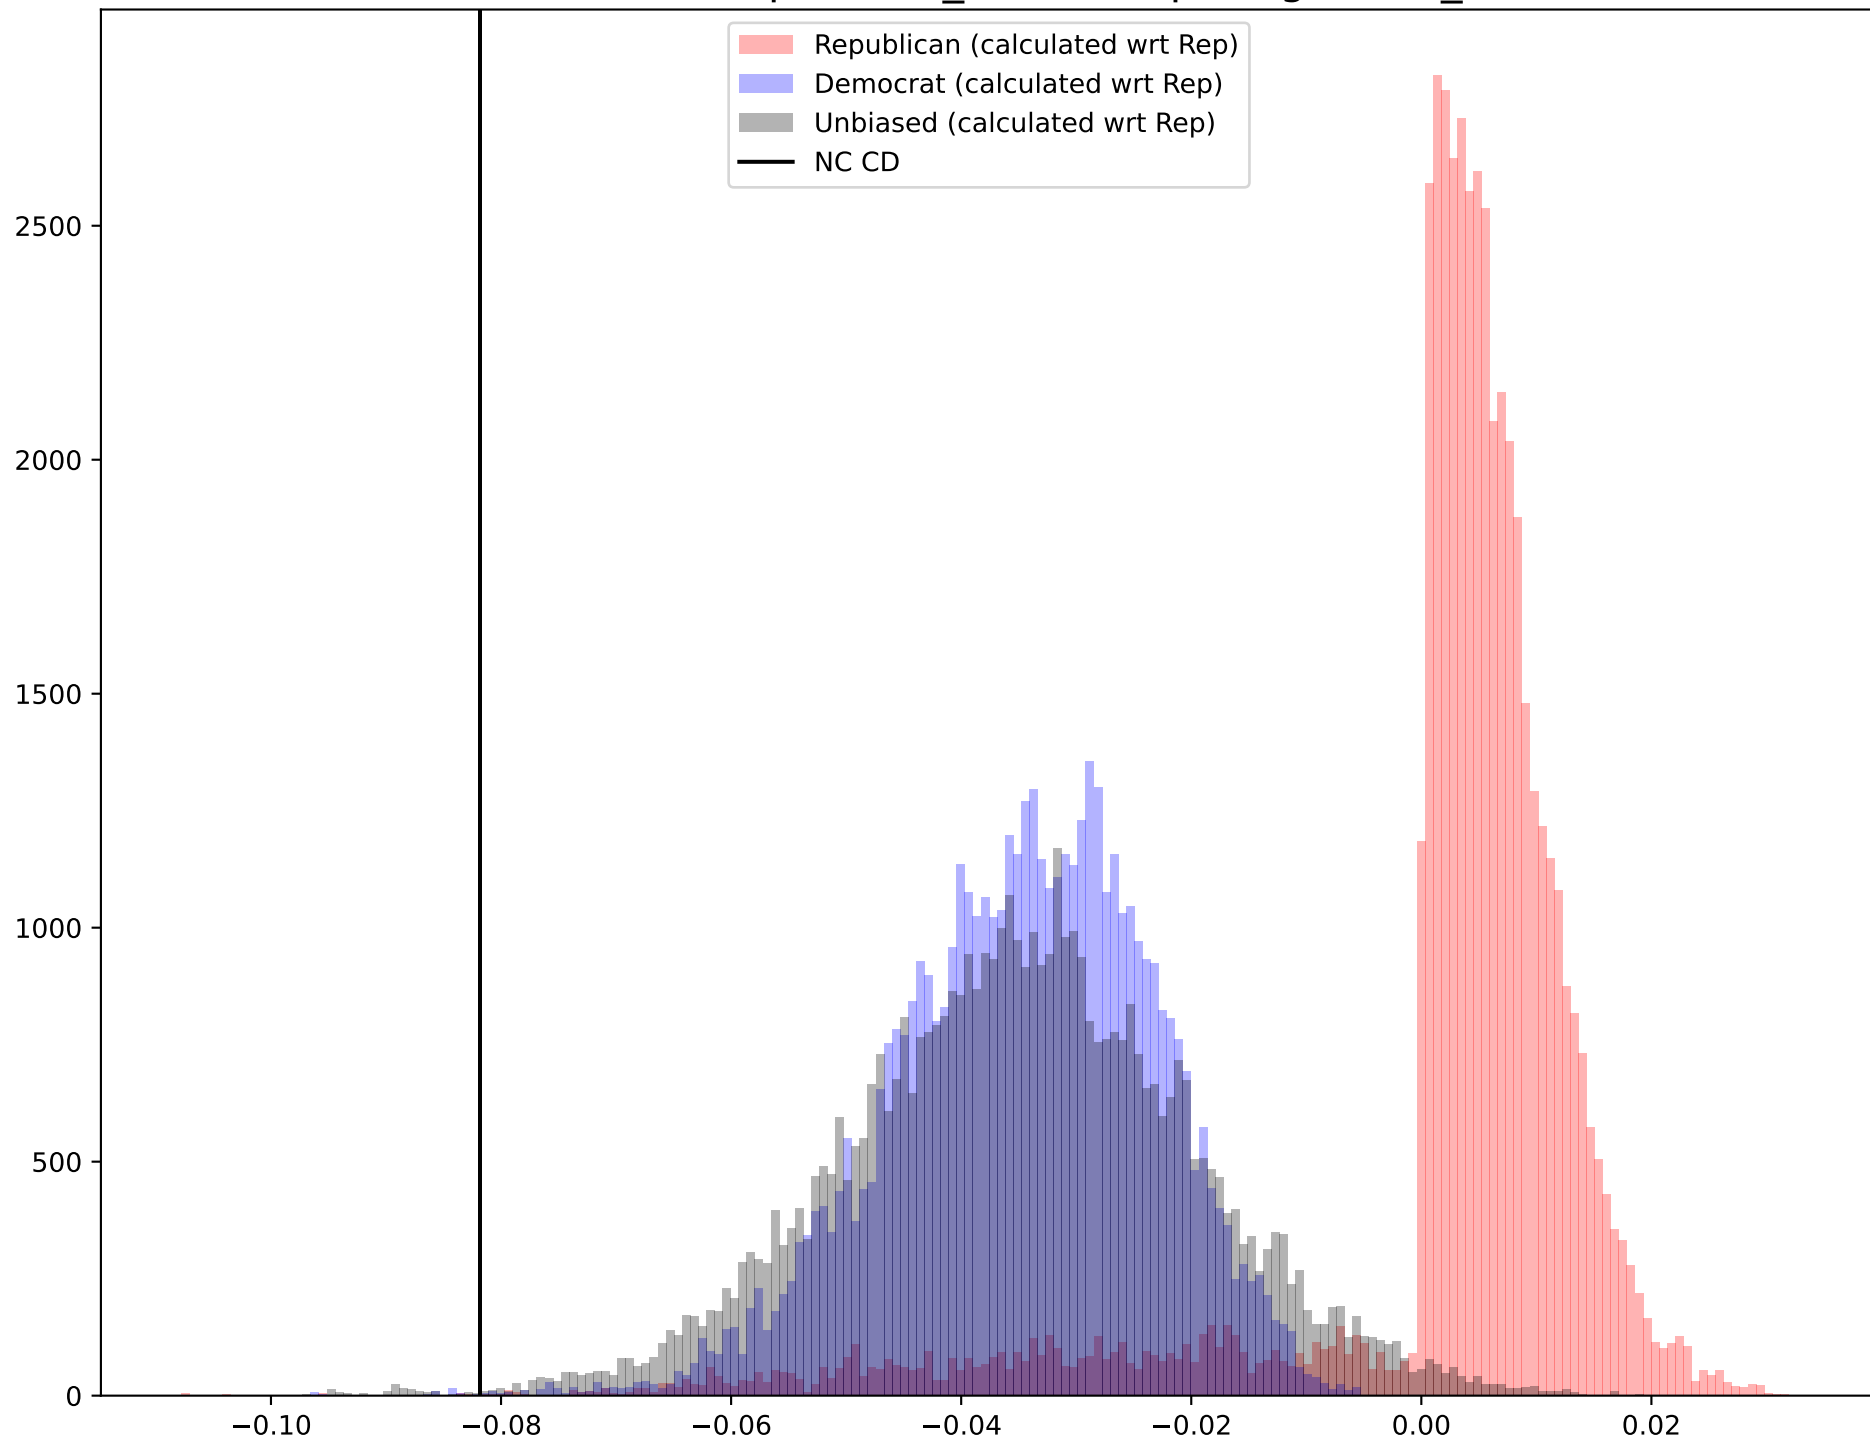 Republican (calculated wrt Rep)
Democrat (calculated wrt Rep)
Unbiased (calculated wrt Rep)
NC CD
2500
2000
1500
1000
500
0
−0.10 −0.08 −0.06 −0.04 −0.02 0.00 0.02